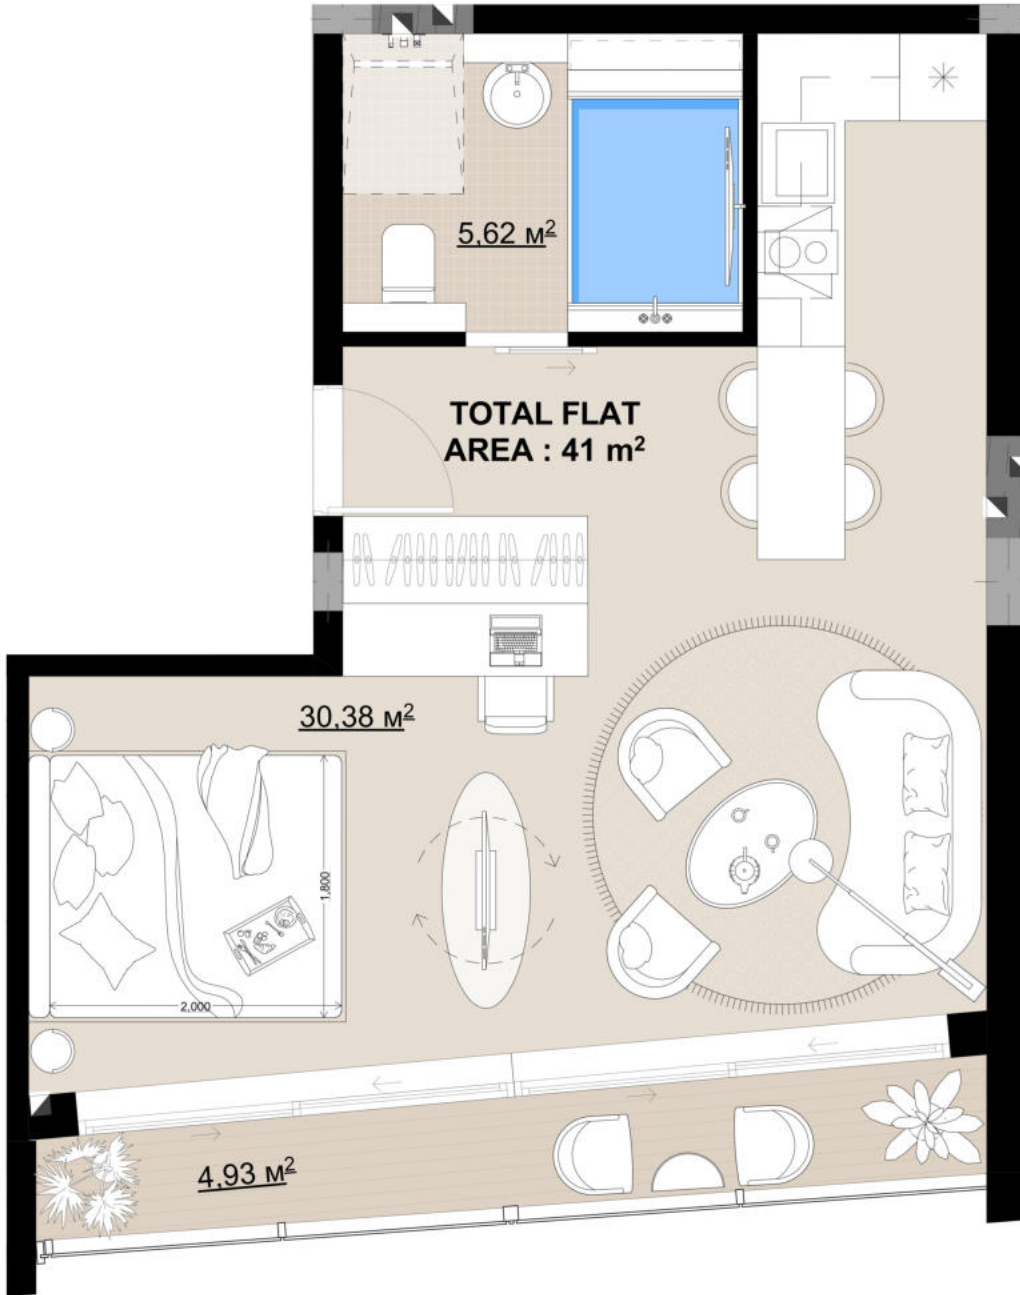 5,62 м²
TOTAL FLAT
AREA : 41 m²
30,38 м²
1,800
2,000
4,93 м²